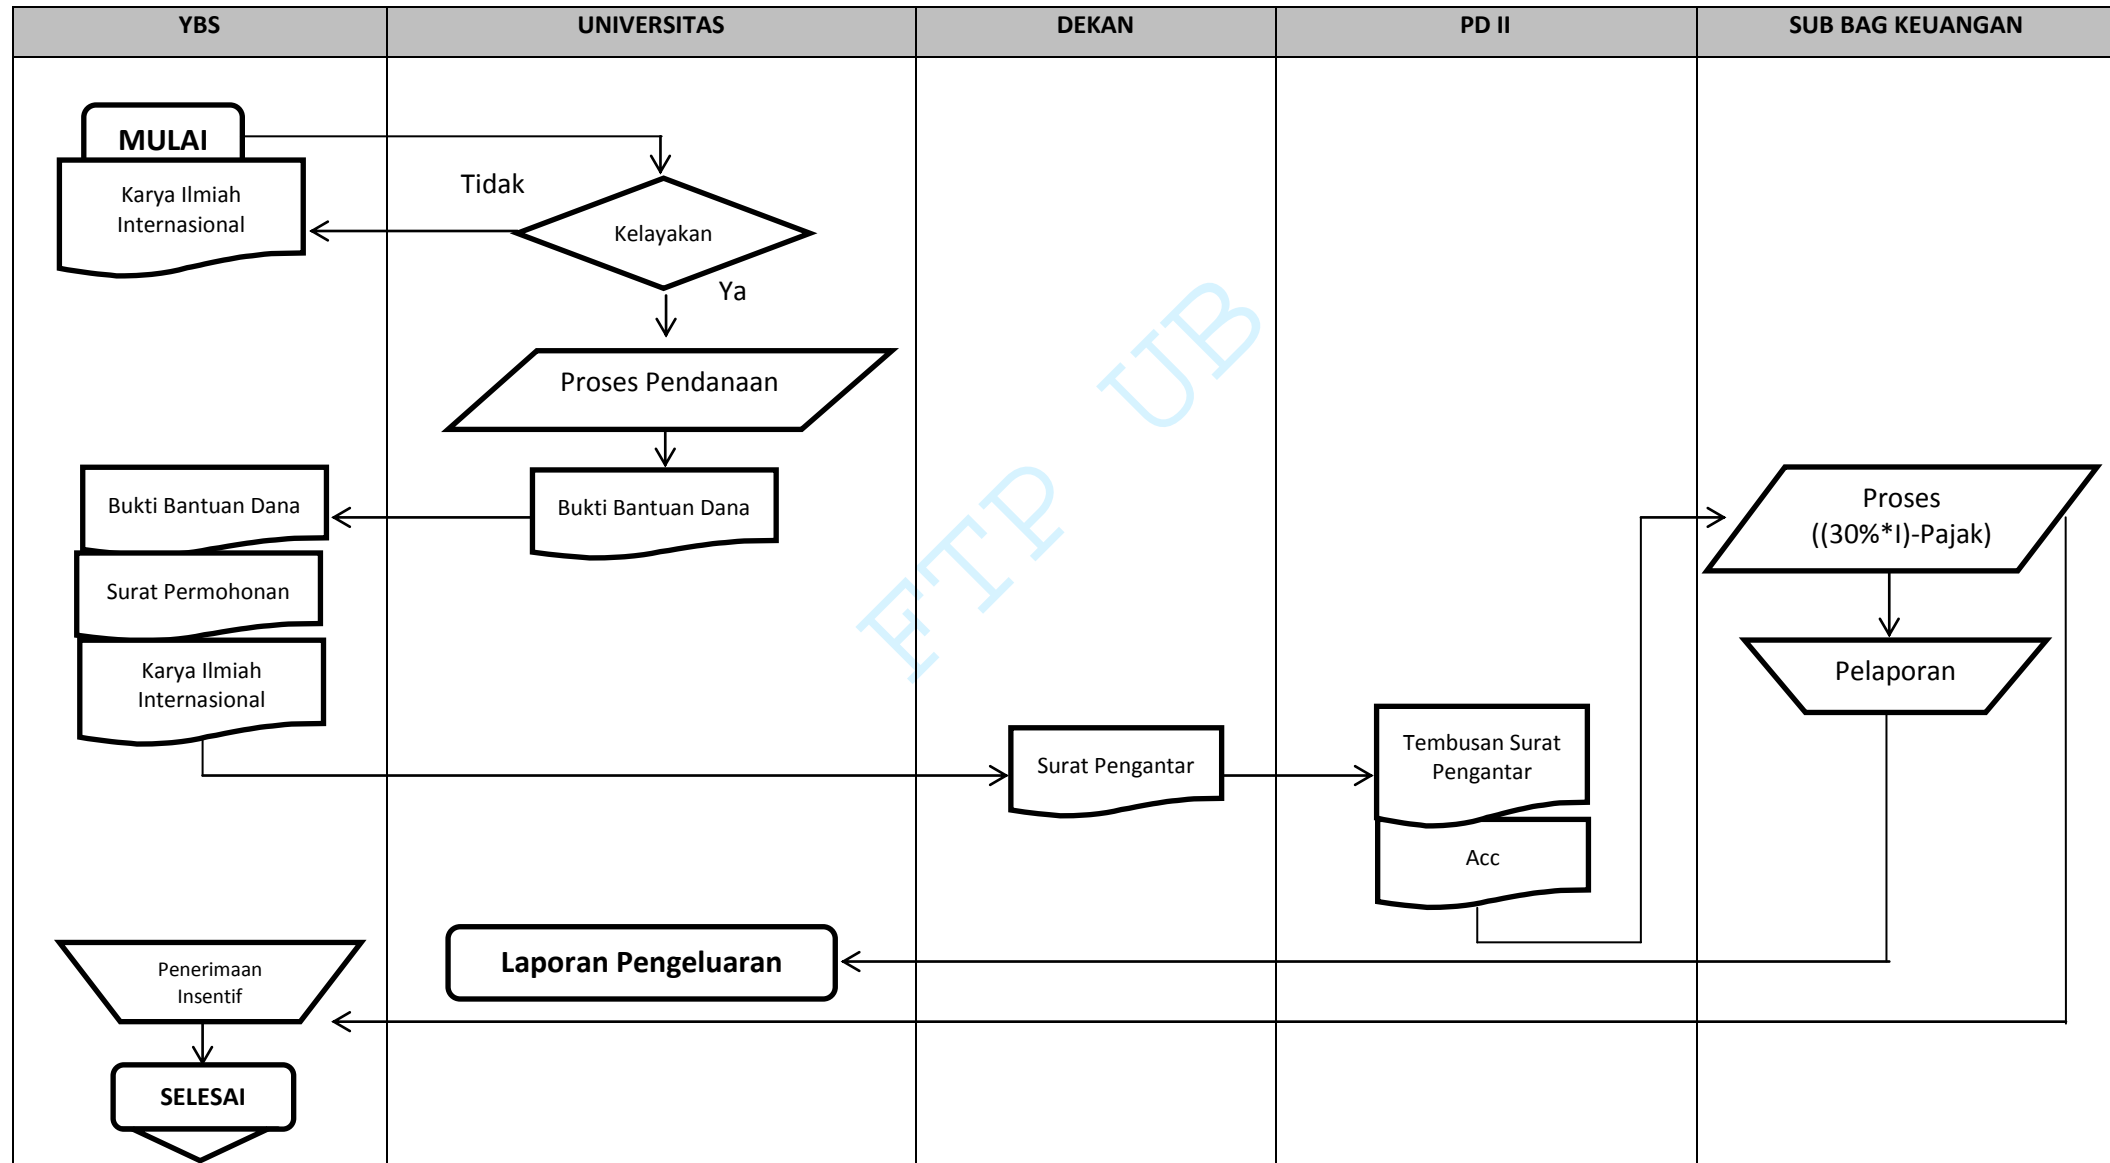 YBS
UNIVERSITAS
DEKAN
PD II
SUB BAG KEUANGAN
MULAI
Karya Ilmiah
Internasional
Tidak
Kelayakan
Ya
Proses Pendanaan
Bukti Bantuan Dana
Bukti Bantuan Dana
Surat Permohonan
Karya Ilmiah
Internasional
Surat Pengantar
Tembusan Surat
Pengantar
Acc
Proses
((30%*I)-Pajak)
Pelaporan
Laporan Pengeluaran
Penerimaan
Insentif
SELESAI
FTP UB